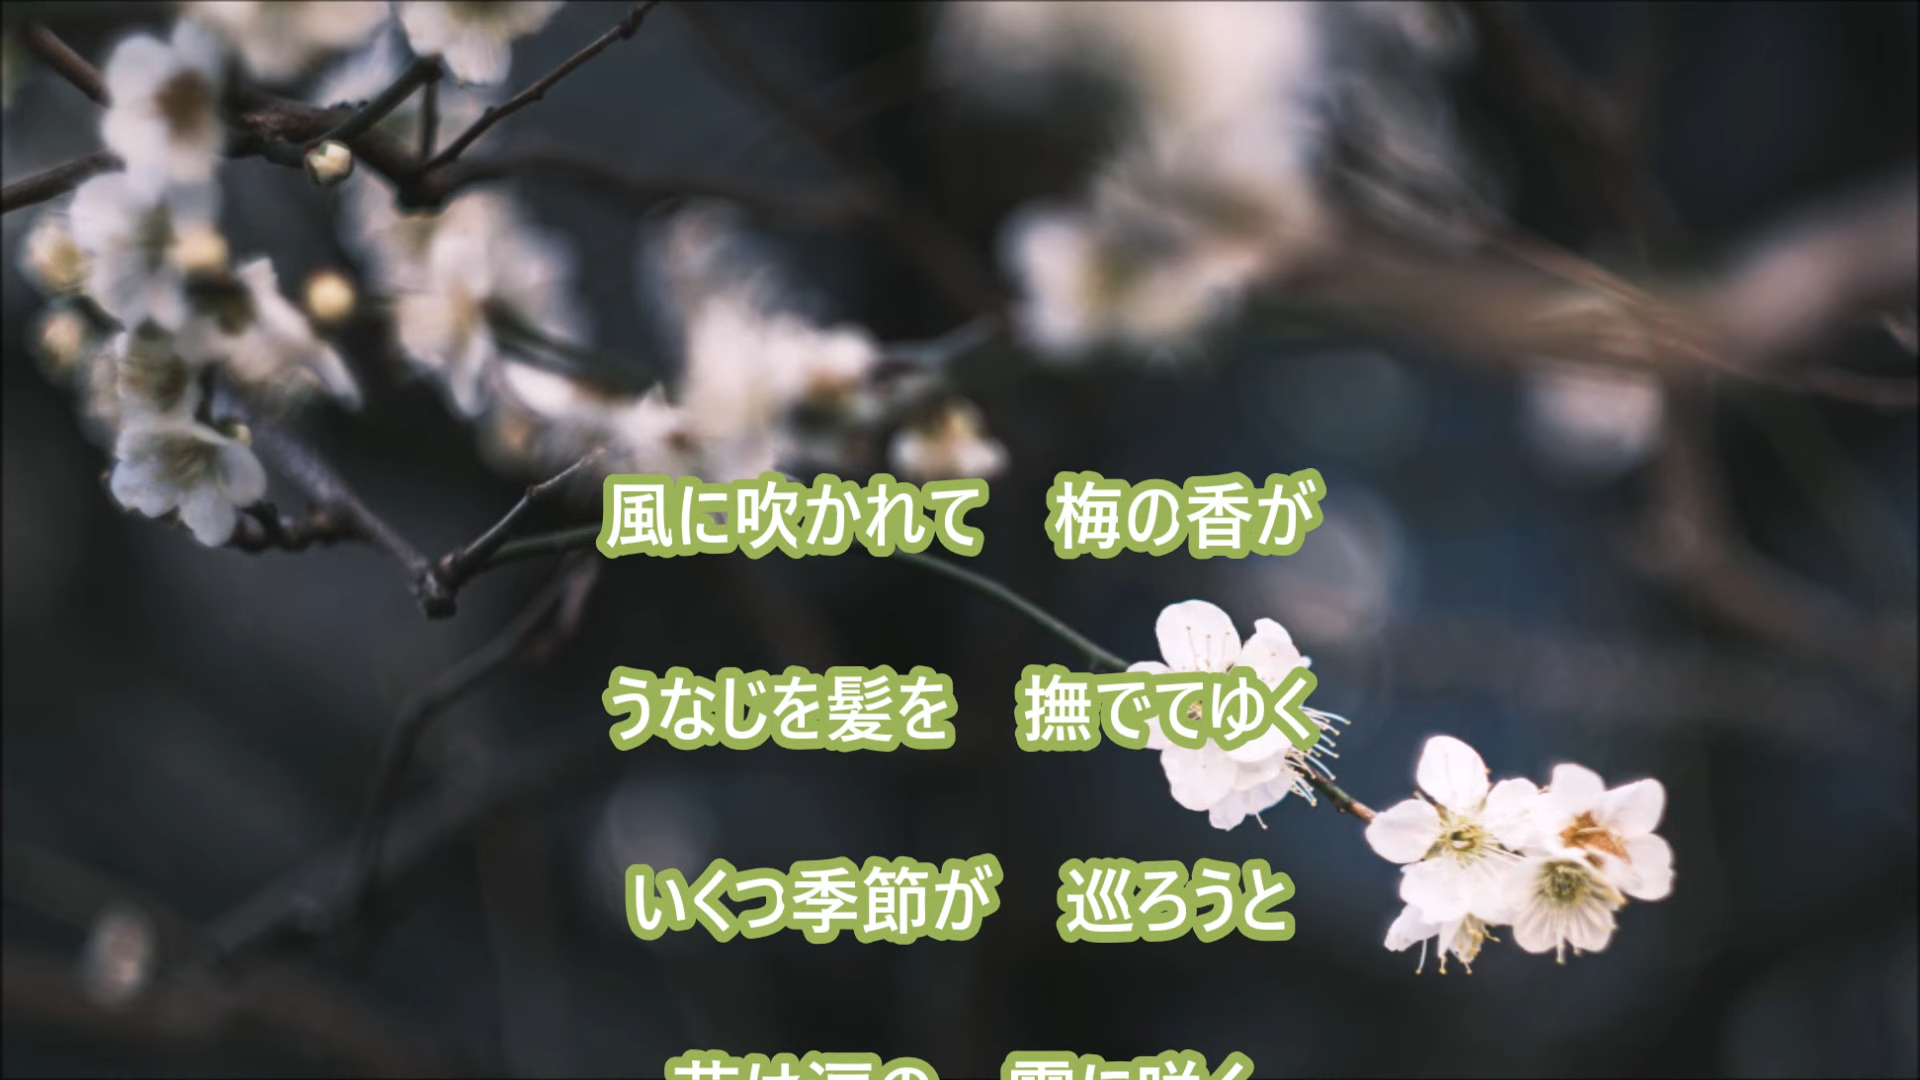 風に吹かれて　梅の香が
うなじを髪を　撫でてゆく
いくつ季節が　巡ろうと